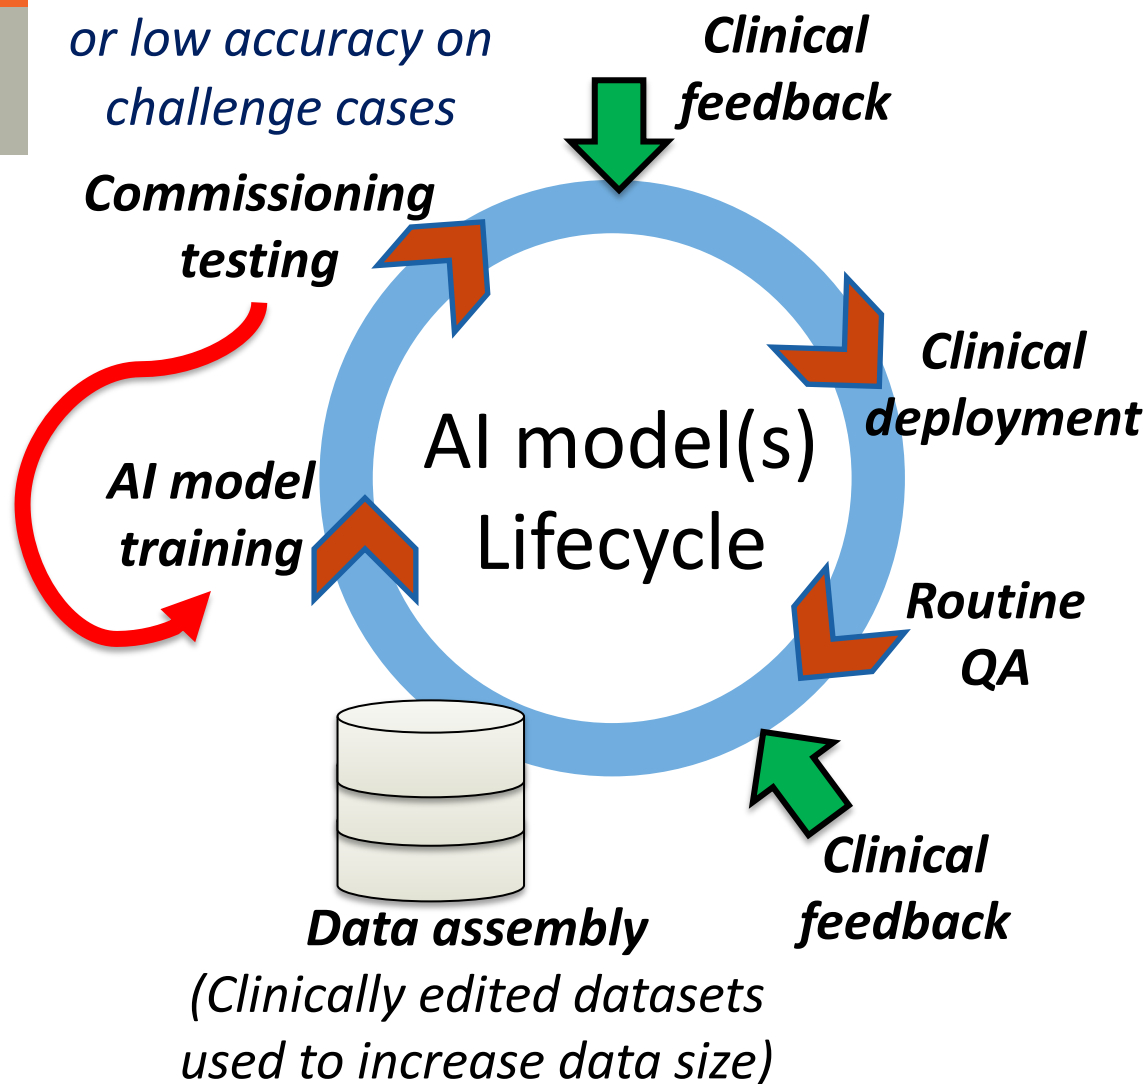 or low accuracy on
challenge cases
Clinical
feedback
Commissioning
testing
Clinical
deployment
AI model(s)
Lifecycle
AI model
training
Routine
QA
Clinical
feedback
Data assembly
(Clinically edited datasets
used to increase data size)